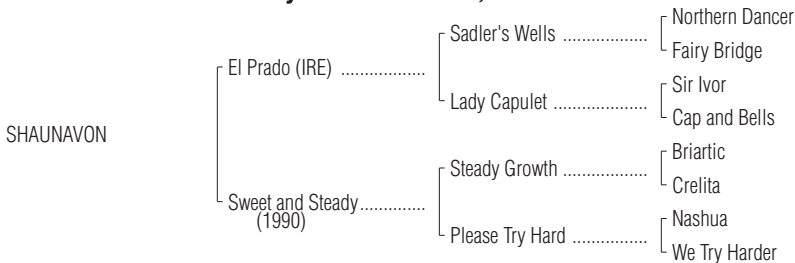 Northern Dancer
Sadler's Wells ..................
Fairy Bridge
El Prado (IRE) ..................
Sir Ivor
Lady Capulet ....................
Cap and Bells
SHAUNAVON
Briartic
Steady Growth ..................
Crelita
Sweet and Steady..............
(1990)
Nashua
Please Try Hard ................
We Try Harder